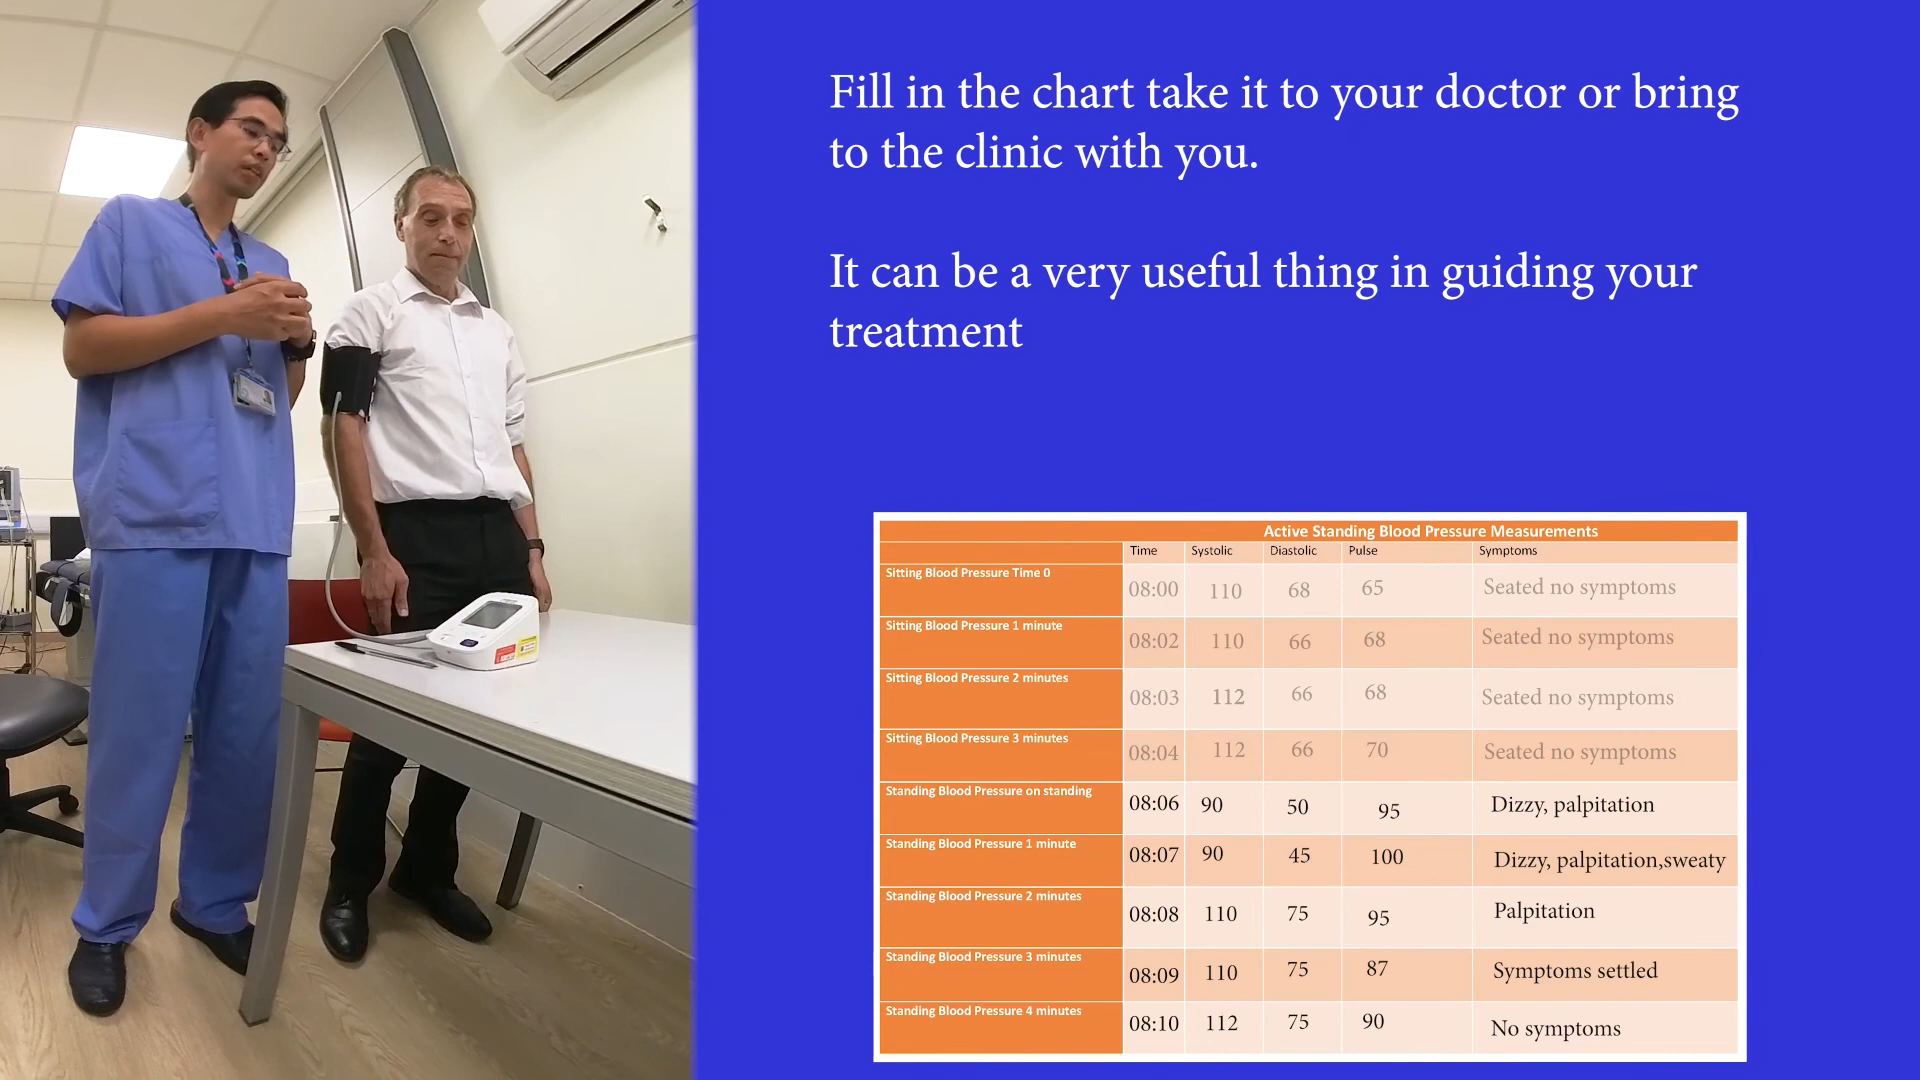 Fill in the chart take it to your doctor or bring
to the clinic with you.
It can be a very useful thing in guiding your
treatment
Active Standing Blood Pressure Measurements
Time Systolic Diastolic Pulse Symptoms
Sitting Blood Pressure Time 0 08:00 110 68 65 Seated no symptoms
Sitting Blood Pressure 1 minute 08:02 110 66 68 Seated no symptoms
Sitting Blood Pressure 2 minutes 08:03 112 66 68 Seated no symptoms
Sitting Blood Pressure 3 minutes 08:04 112 66 70 Seated no symptoms
Standing Blood Pressure on standing 08:06 90 50 95 Dizzy, palpitation
Standing Blood Pressure 1 minute 08:07 90 45 100 Dizzy, palpitation,sweaty
Standing Blood Pressure 2 minutes 08:08 110 75 95 Palpitation
Standing Blood Pressure 3 minutes 08:09 110 75 87 Symptoms settled
Standing Blood Pressure 4 minutes 08:10 112 75 90 No symptoms